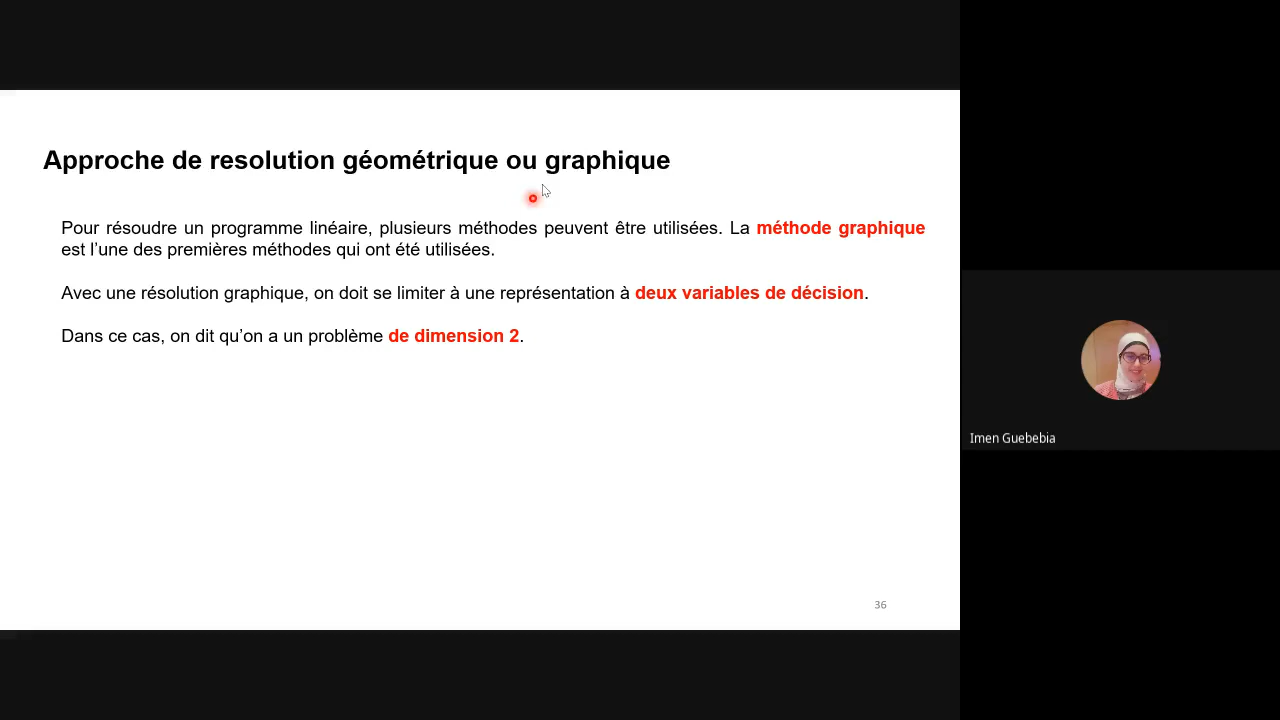 Approche de resolution géométrique ou graphique
Pour résoudre un programme linéaire, plusieurs méthodes peuvent être utilisées. La méthode graphique
est l’une des premières méthodes qui ont été utilisées.
Avec une résolution graphique, on doit se limiter à une représentation à deux variables de décision.
Dans ce cas, on dit qu’on a un problème de dimension 2.
36
Imen Guebebia